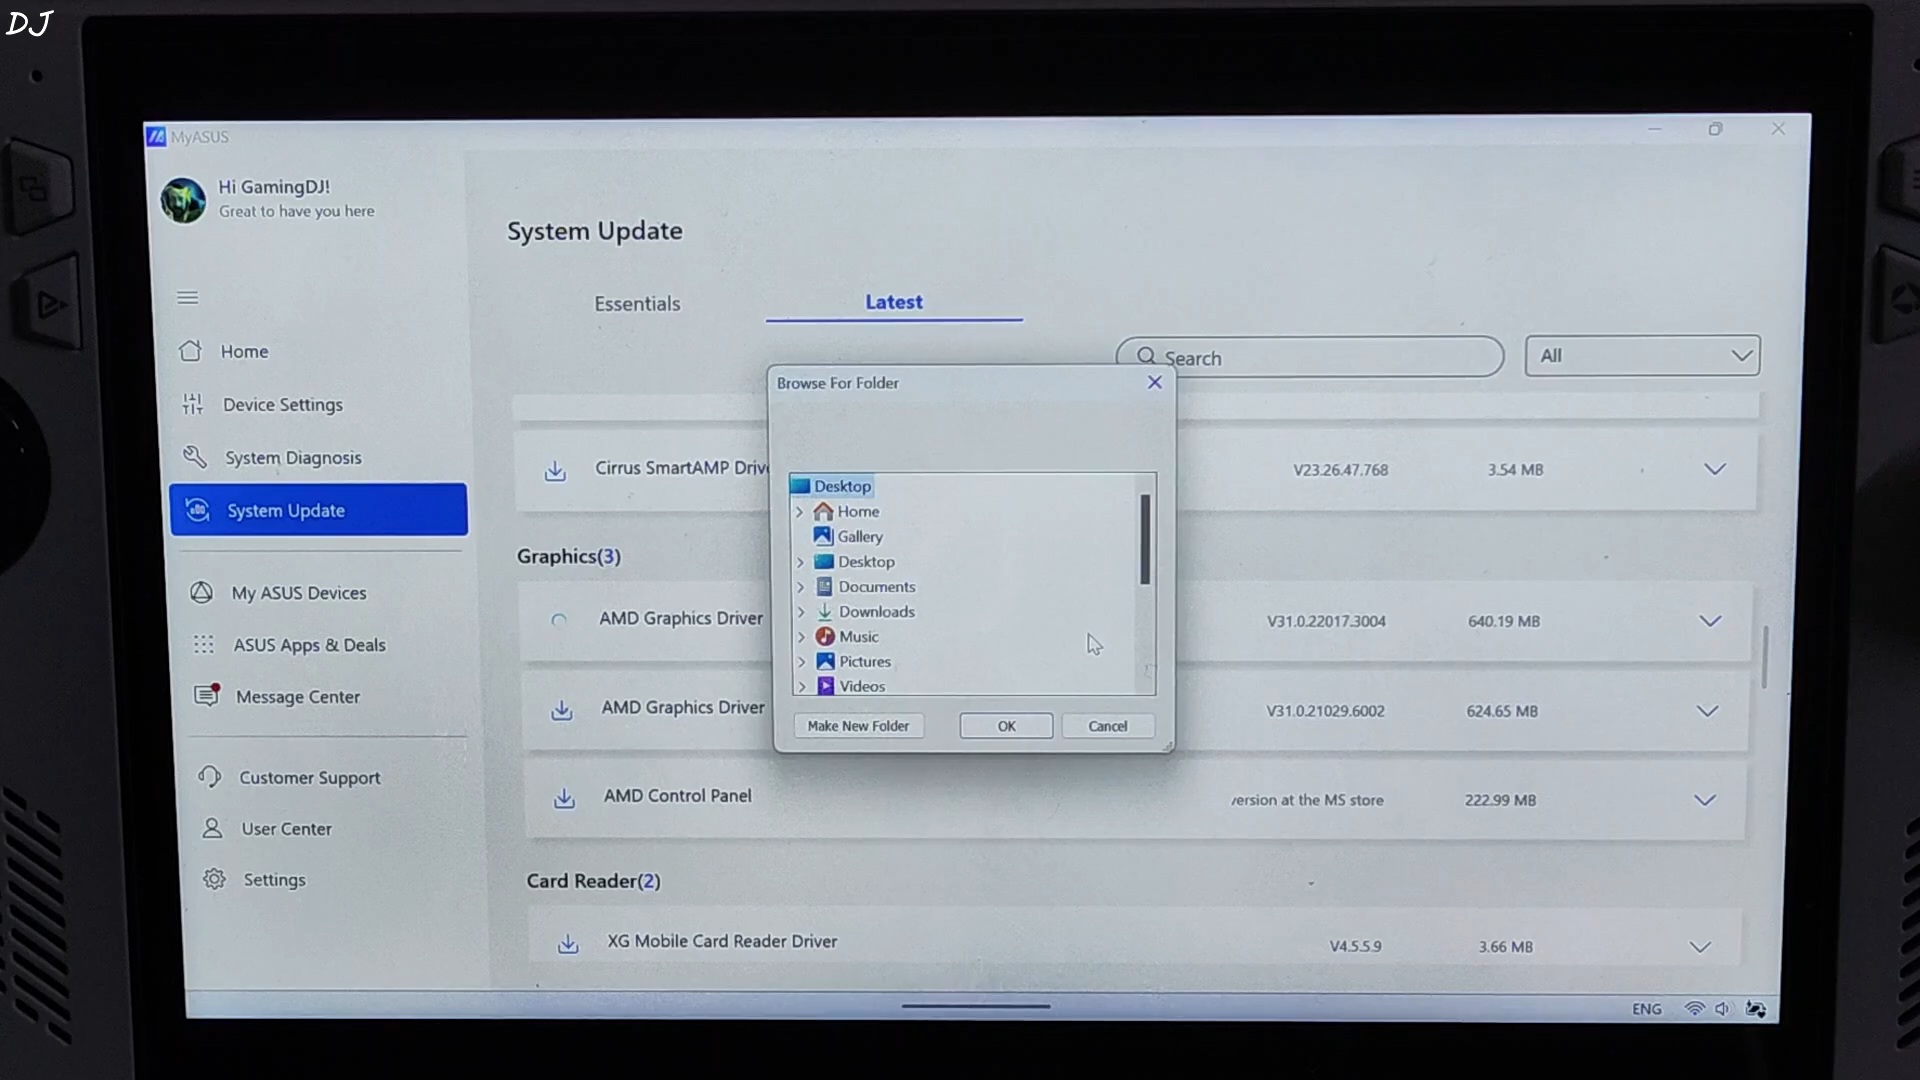 DJ
MyASUS
Hi GamingDJ!
Great to have you here
Home
Device Settings
System Diagnosis
System Update
My ASUS Devices
ASUS Apps & Deals
Message Center
Customer Support
User Center
Settings
System Update
Essentials
Latest
Search
All
Cirrus SmartAMP Drive
V23.26.47.768
3.54 MB
Graphics(3)
AMD Graphics Driver
V31.0.22017.3004
640.19 MB
AMD Graphics Driver
V31.0.21029.6002
624.65 MB
AMD Control Panel
version at the MS store
222.99 MB
Card Reader(2)
XG Mobile Card Reader Driver
V4.5.5.9
3.66 MB
Browse For Folder
Desktop
Home
Gallery
Desktop
Documents
Downloads
Music
Pictures
Videos
Make New Folder
OK
Cancel
ENG